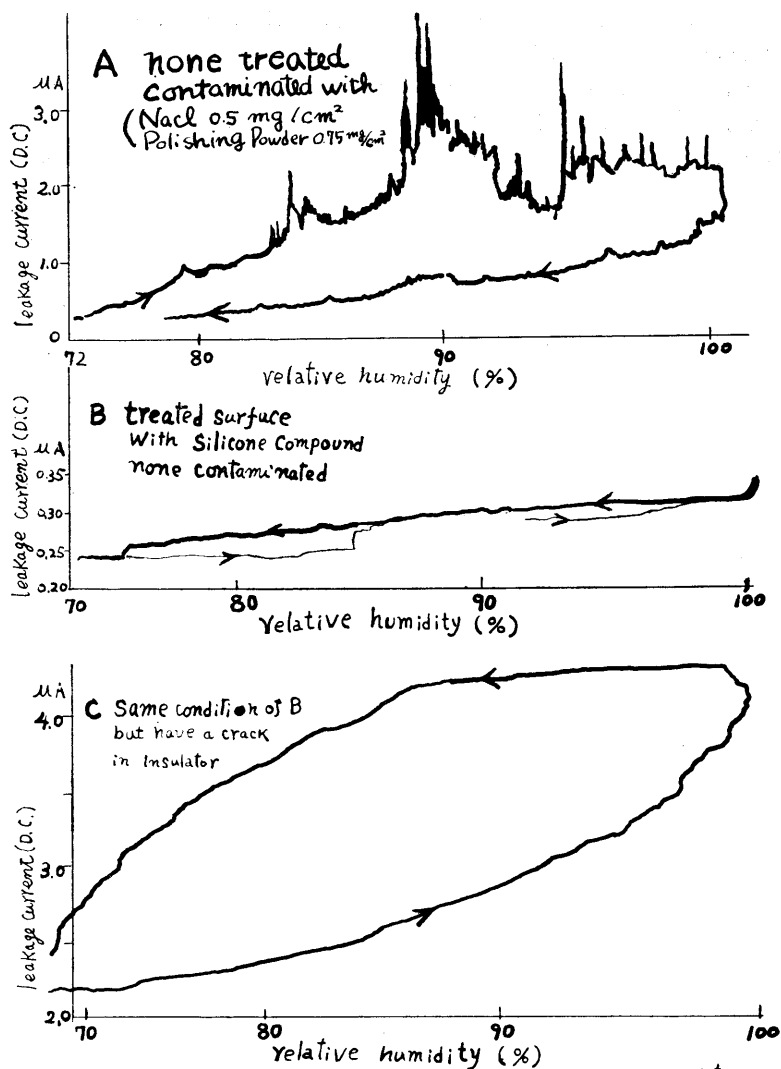 A none treated
μA contaminated with
(Nacl 0.5 mg/cm²
Polishing Powder 0.75 mg/cm²
3.0
2.0
1.0
0
leakage current (D.C)
72 80 90 100
relative humidity (%)
B treated surface
With Silicone Compound
none contaminated
μA
0.35
0.30
0.25
0.20
leakage current (D.C)
70 80 90 100
relative humidity (%)
μA
C Same condition of B
but have a crack
in Insulator
4.0
3.0
2.0
leakage current (D.C.)
70 80 90 100
relative humidity (%)